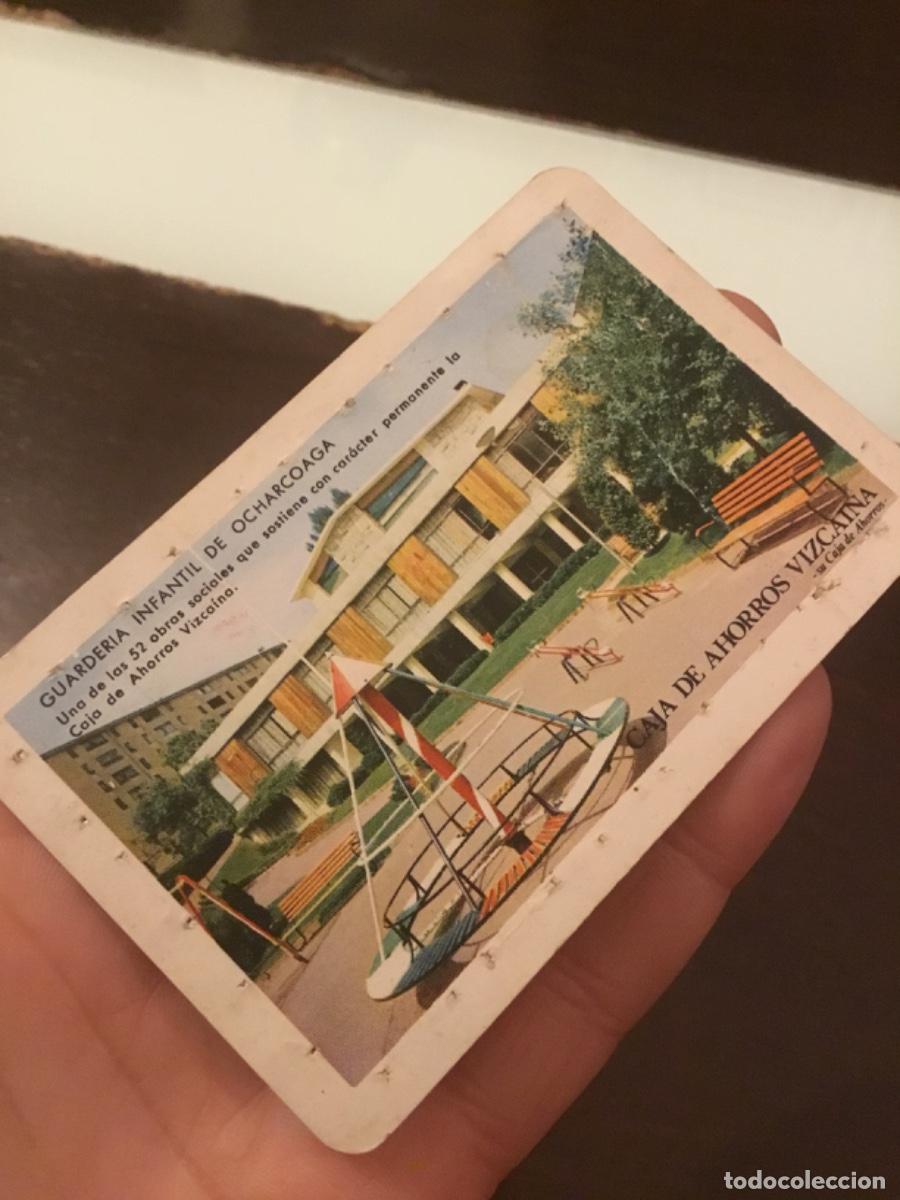 GUARDERIA INFANTIL DE OCHARCOAGA
Una de las 52 obras sociales que sostiene con carácter permanente la
Caja de Ahorros Vizcaína.
CAJA DE AHORROS VIZCAINA
su Caja de Ahorros
todocoleccion